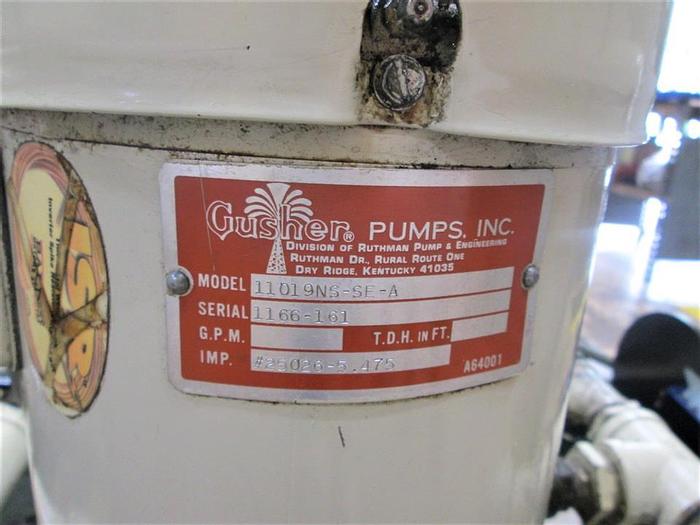 Gusher® PUMPS, INC.
DIVISION OF RUTHMAN PUMP & ENGINEERING
RUTHMAN DR., RURAL ROUTE ONE
DRY RIDGE, KENTUCKY 41035
MODEL 11019NS-SE-A
SERIAL 1166-161
G.P.M. T.D.H. IN FT.
IMP. #25026-5.475
A64001